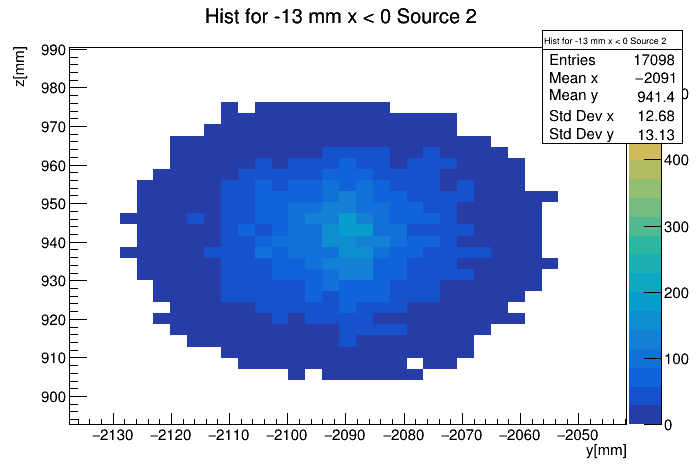 Hist for -13 mm x < 0 Source 2
z[mm]
990
980
970
960
950
940
930
920
910
900
Hist for -13 mm x < 0 Source 2
Entries 17098
Mean x −2091
Mean y 941.4
Std Dev x 12.68
Std Dev y 13.13
0
400
300
200
100
0
−2130 −2120 −2110 −2100 −2090 −2080 −2070 −2060 −2050
y[mm]